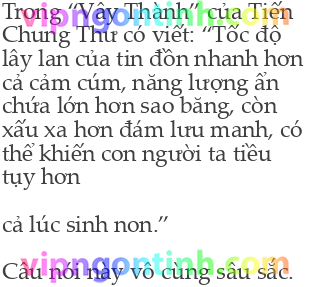 Trong “Vây Thành” của Tiền
Chung Thư có viết: “Tốc độ
lây lan của tin đồn nhanh hơn
cả cảm cúm, năng lượng ẩn
chứa lớn hơn sao băng, còn
xấu xa hơn đám lưu manh, có
thể khiến con người ta tiều
tụy hơn
cả lúc sinh non.”
vipngontinh.com
Câu nói này vô cùng sâu sắc.